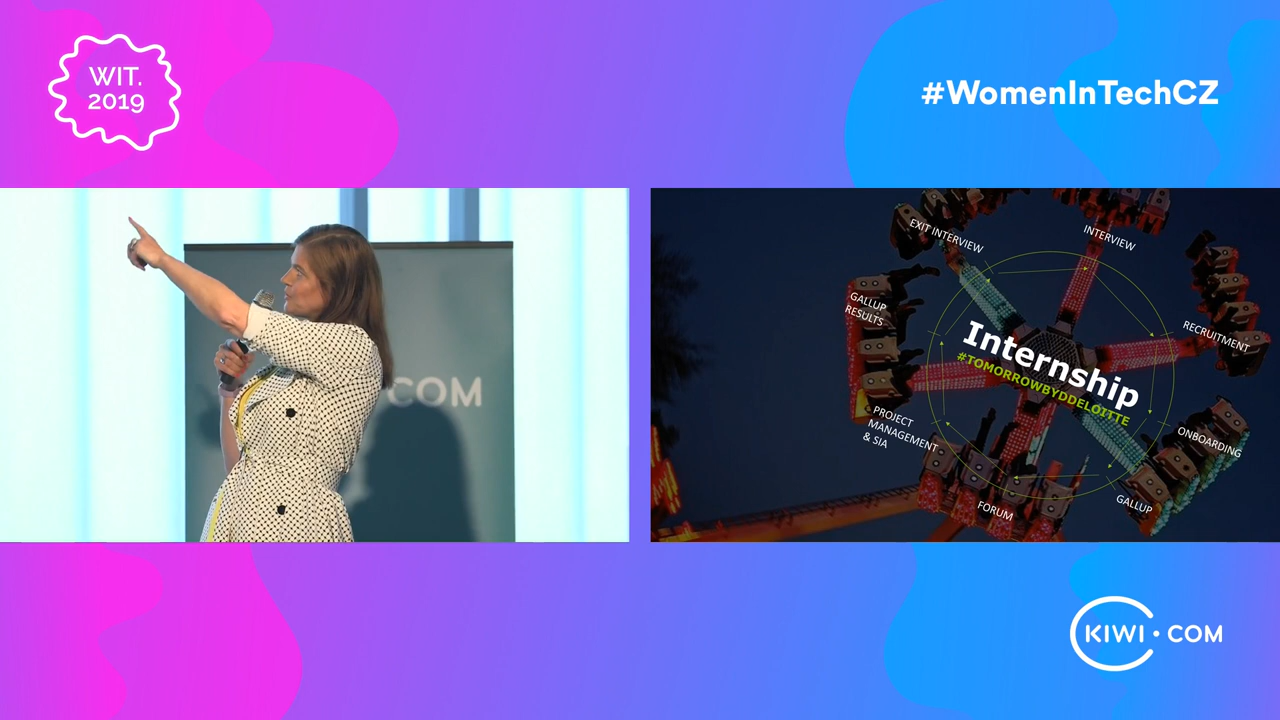 WIT.
2019
#WomenInTechCZ
COM
EXIT INTERVIEW
INTERVIEW
GALLUP
RESULTS
RECRUITMENT
Internship
#TOMORROWBYDDELOITTE
PROJECT
MANAGEMENT
& SIA
ONBOARDING
GALLUP
FORUM
KIWI.COM